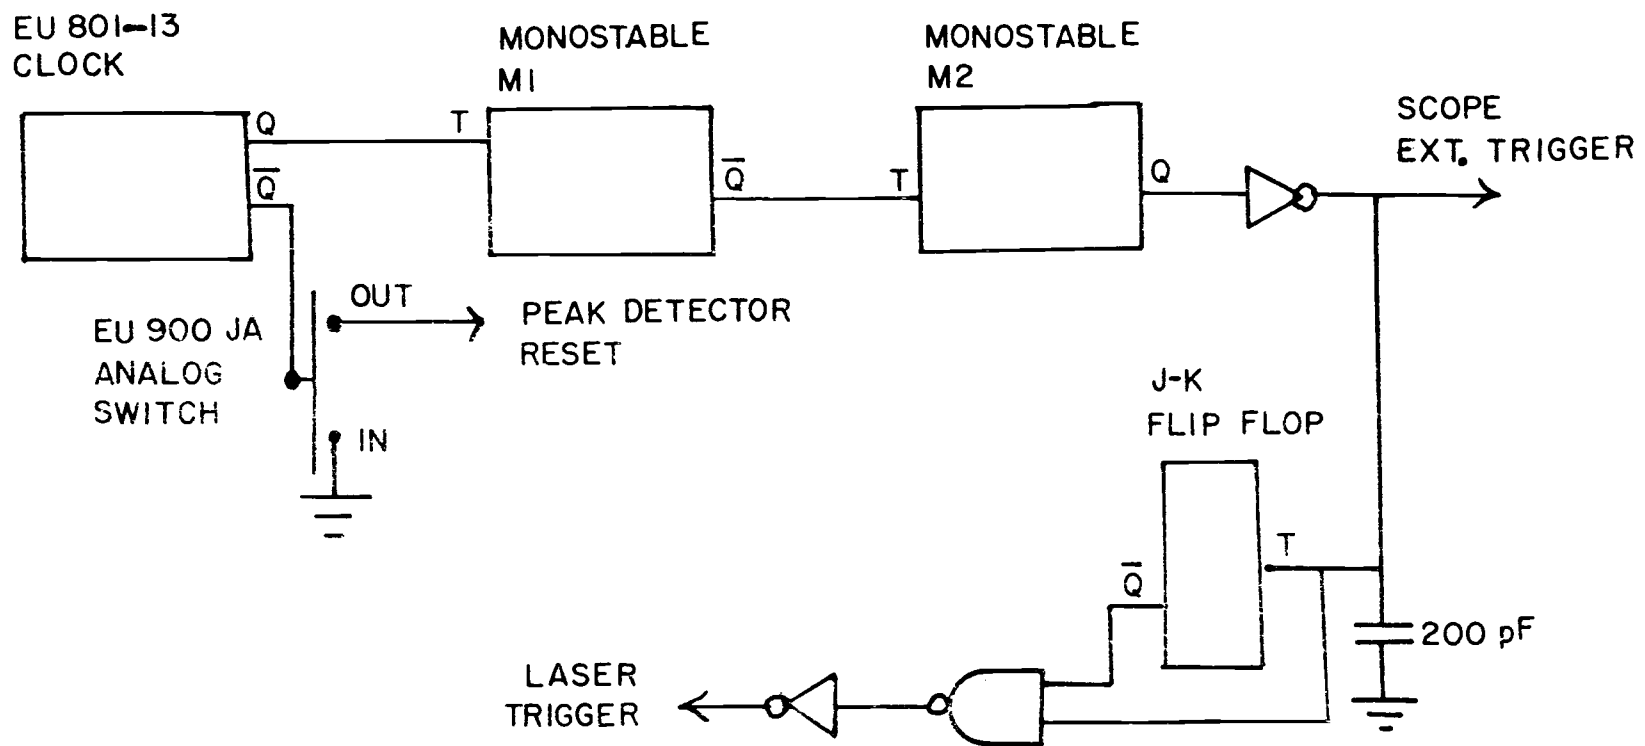 EU 801-13
CLOCK
MONOSTABLE
M1
MONOSTABLE
M2
SCOPE
EXT. TRIGGER
Q
T
Q̅
Q̅
T
Q
OUT
PEAK DETECTOR
RESET
EU 900 JA
ANALOG
SWITCH
IN
J-K
FLIP FLOP
T
Q̅
200 pF
LASER
TRIGGER